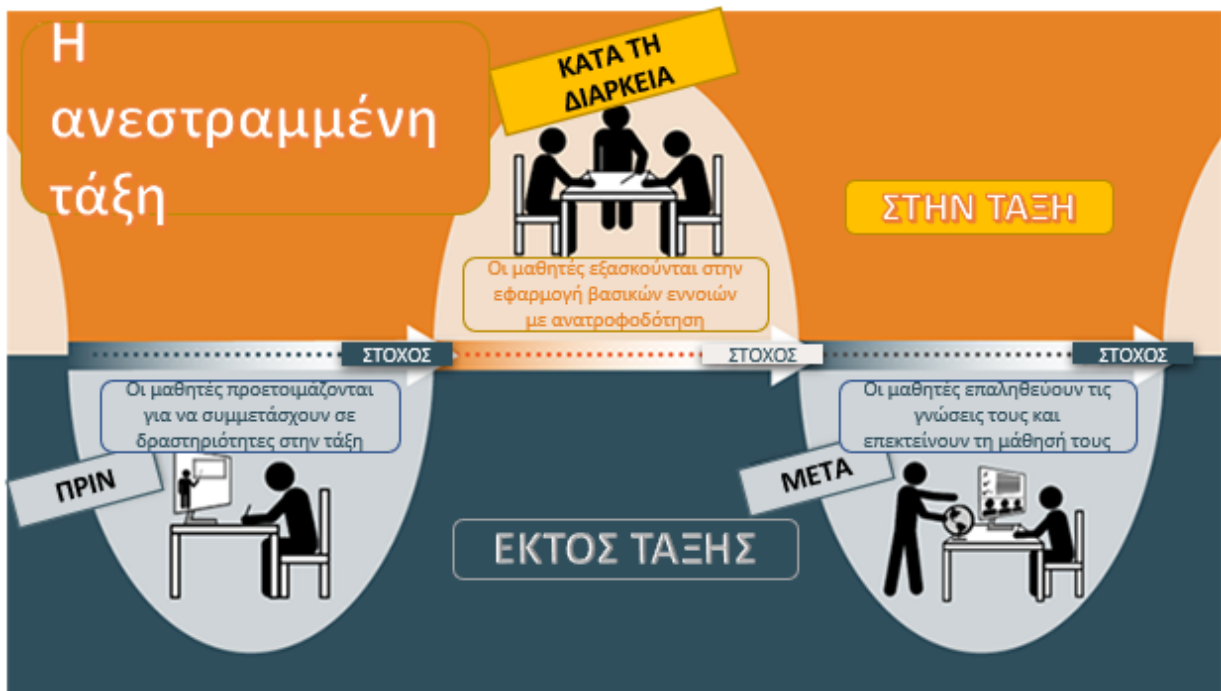 Η
ανεστραμμένη
τάξη
ΚΑΤΑ ΤΗ
ΔΙΑΡΚΕΙΑ
ΣΤΗΝ ΤΑΞΗ
Οι μαθητές εξασκούνται στην
εφαρμογή βασικών εννοιών
με ανατροφοδότηση
ΣΤΟΧΟΣ
ΣΤΟΧΟΣ
ΣΤΟΧΟΣ
Οι μαθητές προετοιμάζονται
για να συμμετάσχουν σε
δραστηριότητες στην τάξη
ΠΡΙΝ
Οι μαθητές επαληθεύουν τις
γνώσεις τους και
επεκτείνουν τη μάθησή τους
ΜΕΤΑ
ΕΚΤΟΣ ΤΑΞΗΣ